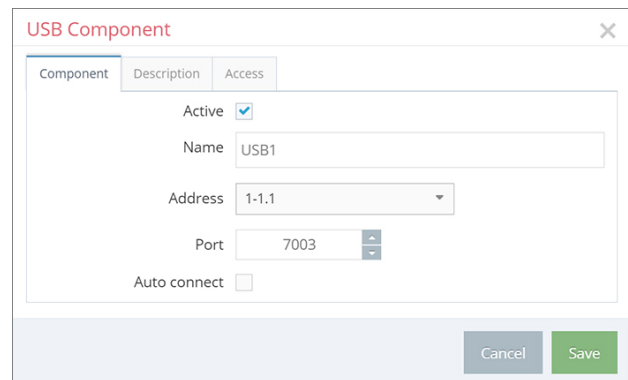 USB Component
Component Description Access
Active
Name USB1
Address 1-1.1
Port 7003
Auto connect
Cancel Save